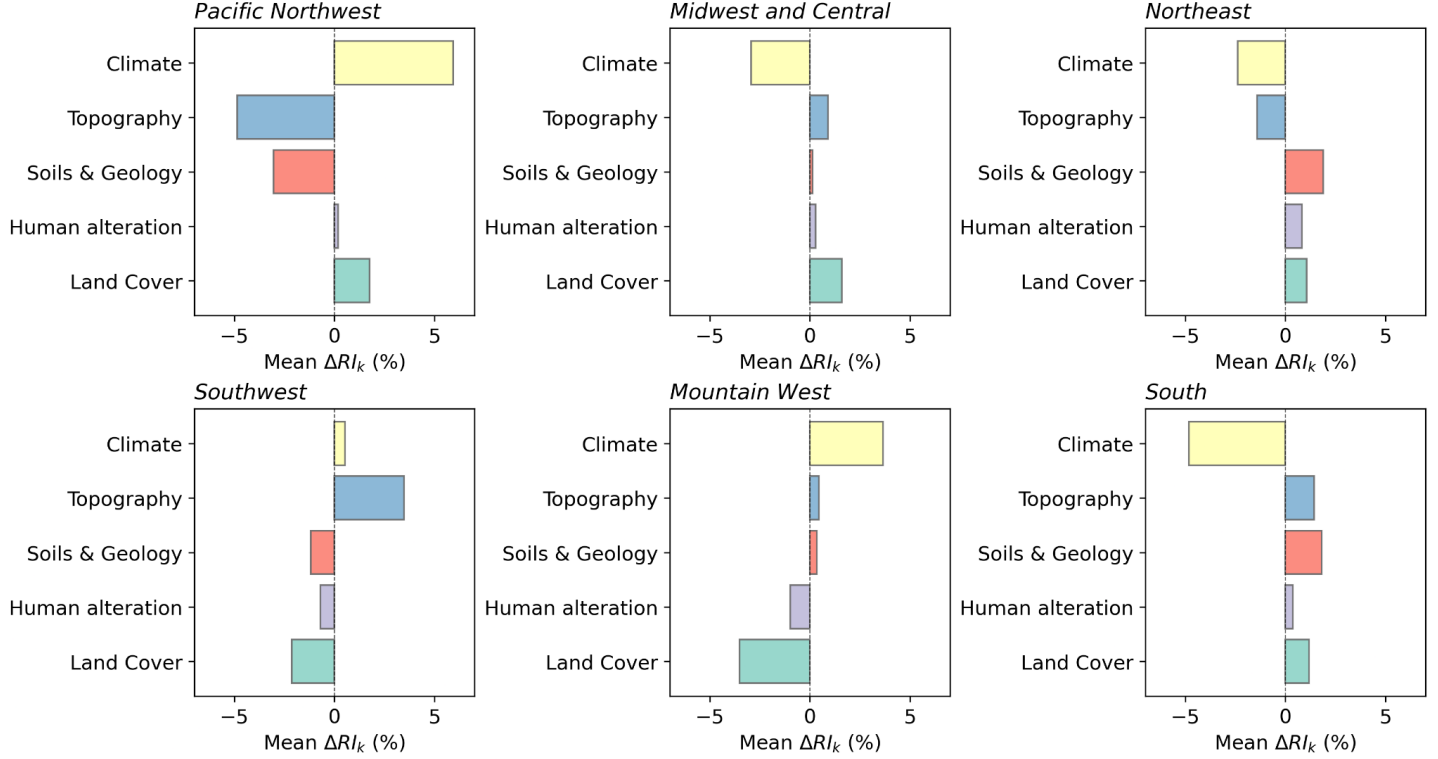 Pacific Northwest
Climate
Topography
Soils & Geology
Human alteration
Land Cover
−5 0 5
Mean ΔRIₖ (%)
Midwest and Central
Climate
Topography
Soils & Geology
Human alteration
Land Cover
−5 0 5
Mean ΔRIₖ (%)
Northeast
Climate
Topography
Soils & Geology
Human alteration
Land Cover
−5 0 5
Mean ΔRIₖ (%)
Southwest
Climate
Topography
Soils & Geology
Human alteration
Land Cover
−5 0 5
Mean ΔRIₖ (%)
Mountain West
Climate
Topography
Soils & Geology
Human alteration
Land Cover
−5 0 5
Mean ΔRIₖ (%)
South
Climate
Topography
Soils & Geology
Human alteration
Land Cover
−5 0 5
Mean ΔRIₖ (%)